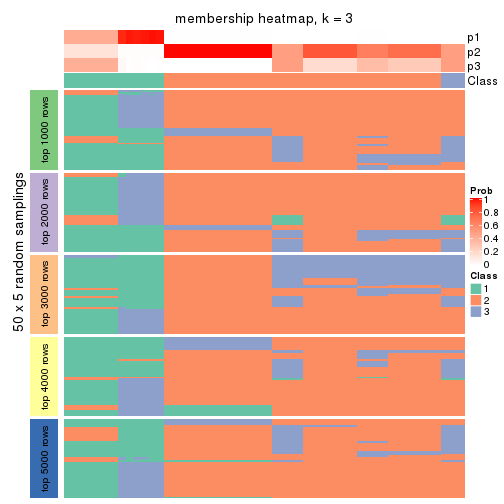 membership heatmap, k = 3
p1
p2
p3
Class
50 x 5 random samplings
top 1000 rows
top 2000 rows
top 3000 rows
top 4000 rows
top 5000 rows
Prob
1
0.8
0.6
0.4
0.2
0
Class
1
2
3